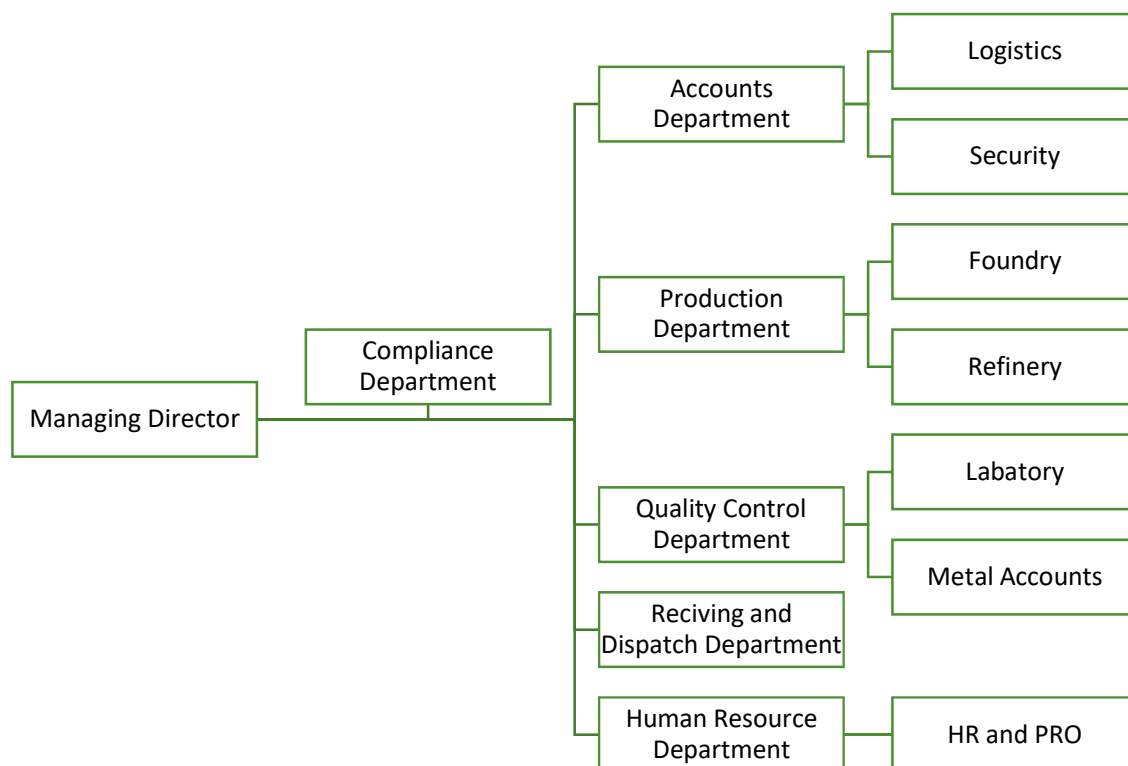 Managing Director
Compliance
Department
Accounts
Department
Logistics
Security
Production
Department
Foundry
Refinery
Quality Control
Department
Labatory
Metal Accounts
Reciving and
Dispatch Department
Human Resource
Department
HR and PRO